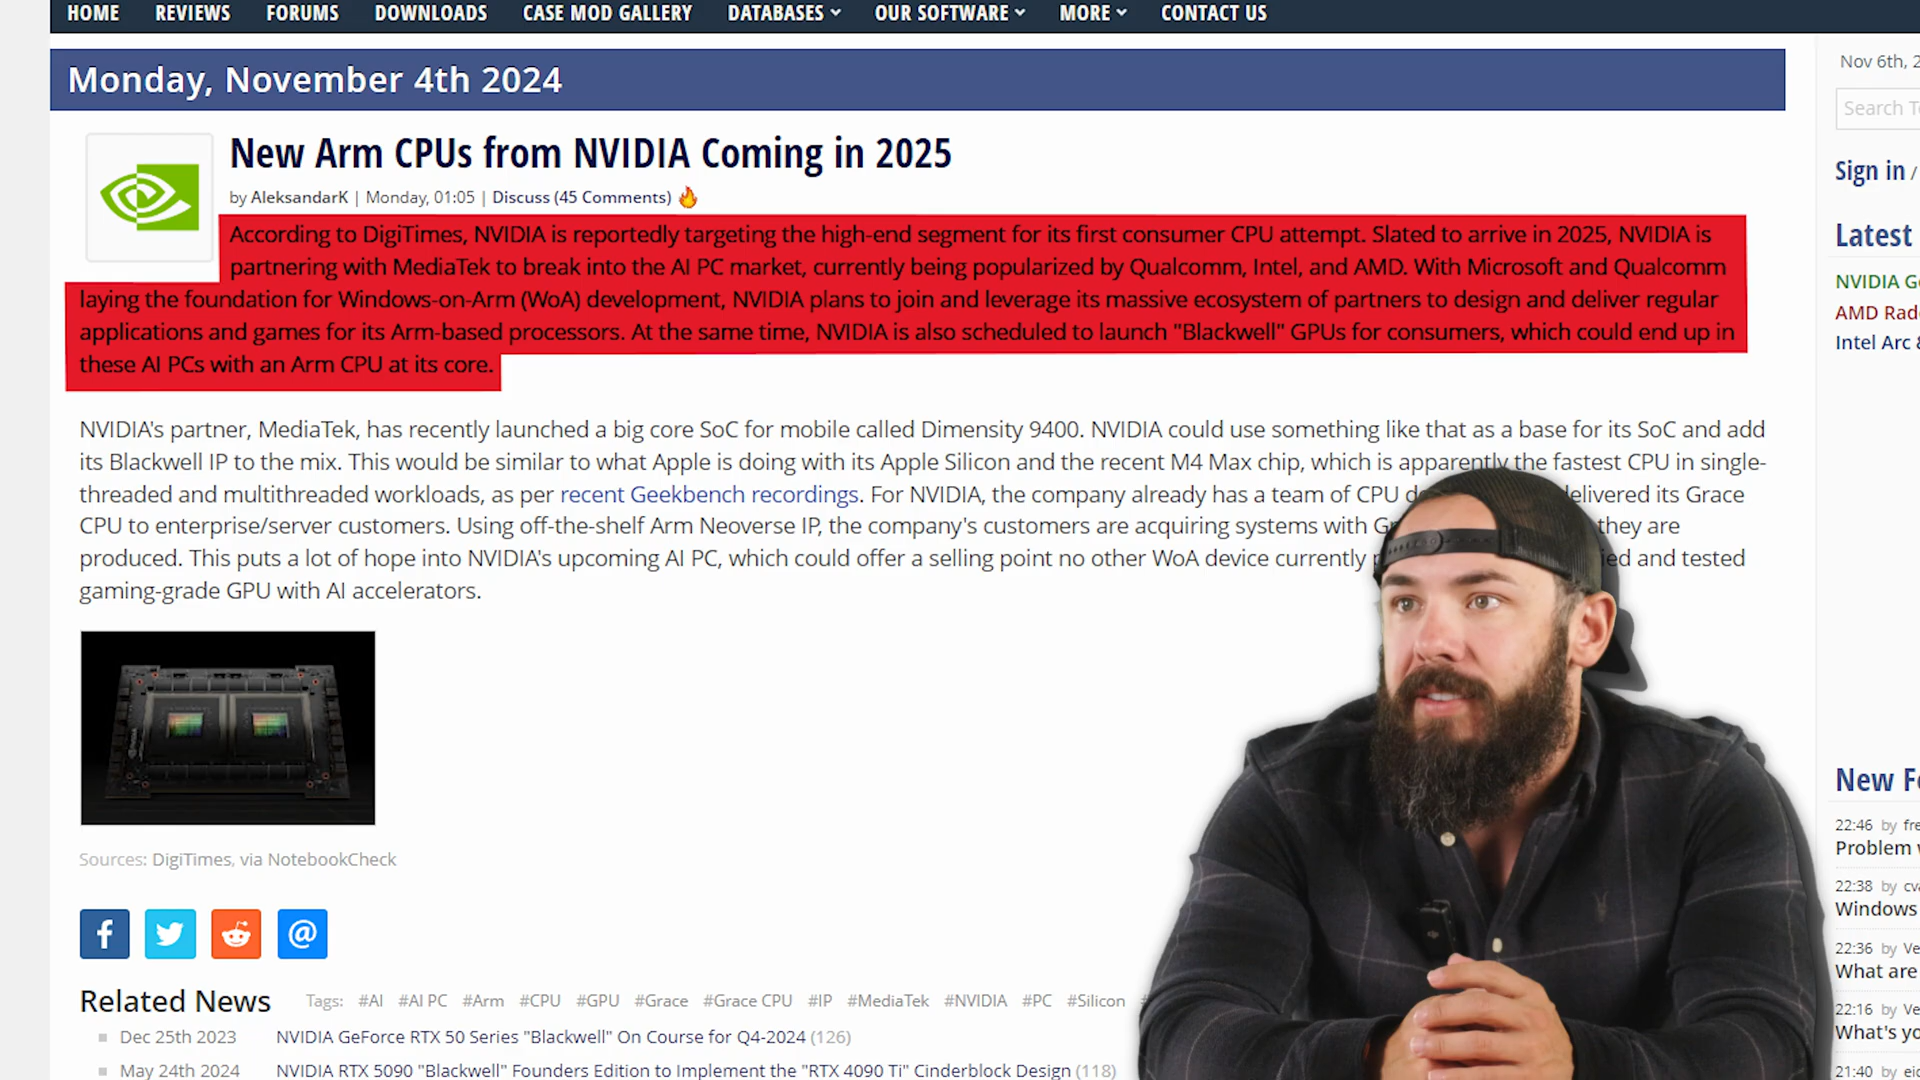 HOME REVIEWS FORUMS DOWNLOADS CASE MOD GALLERY DATABASES OUR SOFTWARE MORE CONTACT US
Monday, November 4th 2024
New Arm CPUs from NVIDIA Coming in 2025
by AleksandarK | Monday, 01:05 | Discuss (45 Comments)
According to DigiTimes, NVIDIA is reportedly targeting the high-end segment for its first consumer CPU attempt. Slated to arrive in 2025, NVIDIA is
partnering with MediaTek to break into the AI PC market, currently being popularized by Qualcomm, Intel, and AMD. With Microsoft and Qualcomm
laying the foundation for Windows-on-Arm (WoA) development, NVIDIA plans to join and leverage its massive ecosystem of partners to design and deliver regular
applications and games for its Arm-based processors. At the same time, NVIDIA is also scheduled to launch "Blackwell" GPUs for consumers, which could end up in
these AI PCs with an Arm CPU at its core.
NVIDIA's partner, MediaTek, has recently launched a big core SoC for mobile called Dimensity 9400. NVIDIA could use something like that as a base for its SoC and add
its Blackwell IP to the mix. This would be similar to what Apple is doing with its Apple Silicon and the recent M4 Max chip, which is apparently the fastest CPU in single-
threaded and multithreaded workloads, as per recent Geekbench recordings. For NVIDIA, the company already has a team of CPU delivered its Grace
CPU to enterprise/server customers. Using off-the-shelf Arm Neoverse IP, the company's customers are acquiring systems with they are
produced. This puts a lot of hope into NVIDIA's upcoming AI PC, which could offer a selling point no other WoA device currently and tested
gaming-grade GPU with AI accelerators.
Sources: DigiTimes, via NotebookCheck
Related News Tags: #AI #AI PC #Arm #CPU #GPU #Grace #Grace CPU #IP #MediaTek #NVIDIA #PC #Silicon
Dec 25th 2023 NVIDIA GeForce RTX 50 Series "Blackwell" On Course for Q4-2024 (126)
May 24th 2024 NVIDIA RTX 5090 "Blackwell" Founders Edition to Implement the "RTX 4090 Ti" Cinderblock Design (118)
Nov 6th, 2
Search T
Sign in /
Latest
NVIDIA G
AMD Rad
Intel Arc
New F
22:46 by fre
Problem
22:38 by cv
Windows
22:36 by Ve
What are
22:16 by Ve
What's yo
21:40 by eic